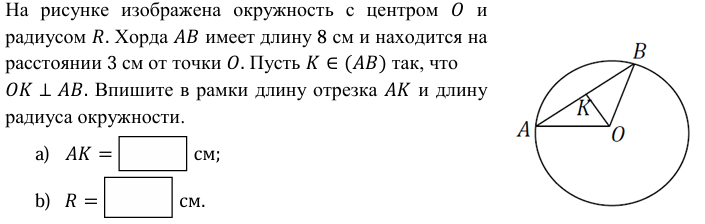 На рисунке изображена окружность с центром O и
радиусом R. Хорда AB имеет длину 8 см и находится на
расстоянии 3 см от точки O. Пусть K ∈ (AB) так, что
OK ⊥ AB. Впишите в рамки длину отрезка AK и длину
радиуса окружности.
a) AK = см;
b) R = см.
B
K
A
O